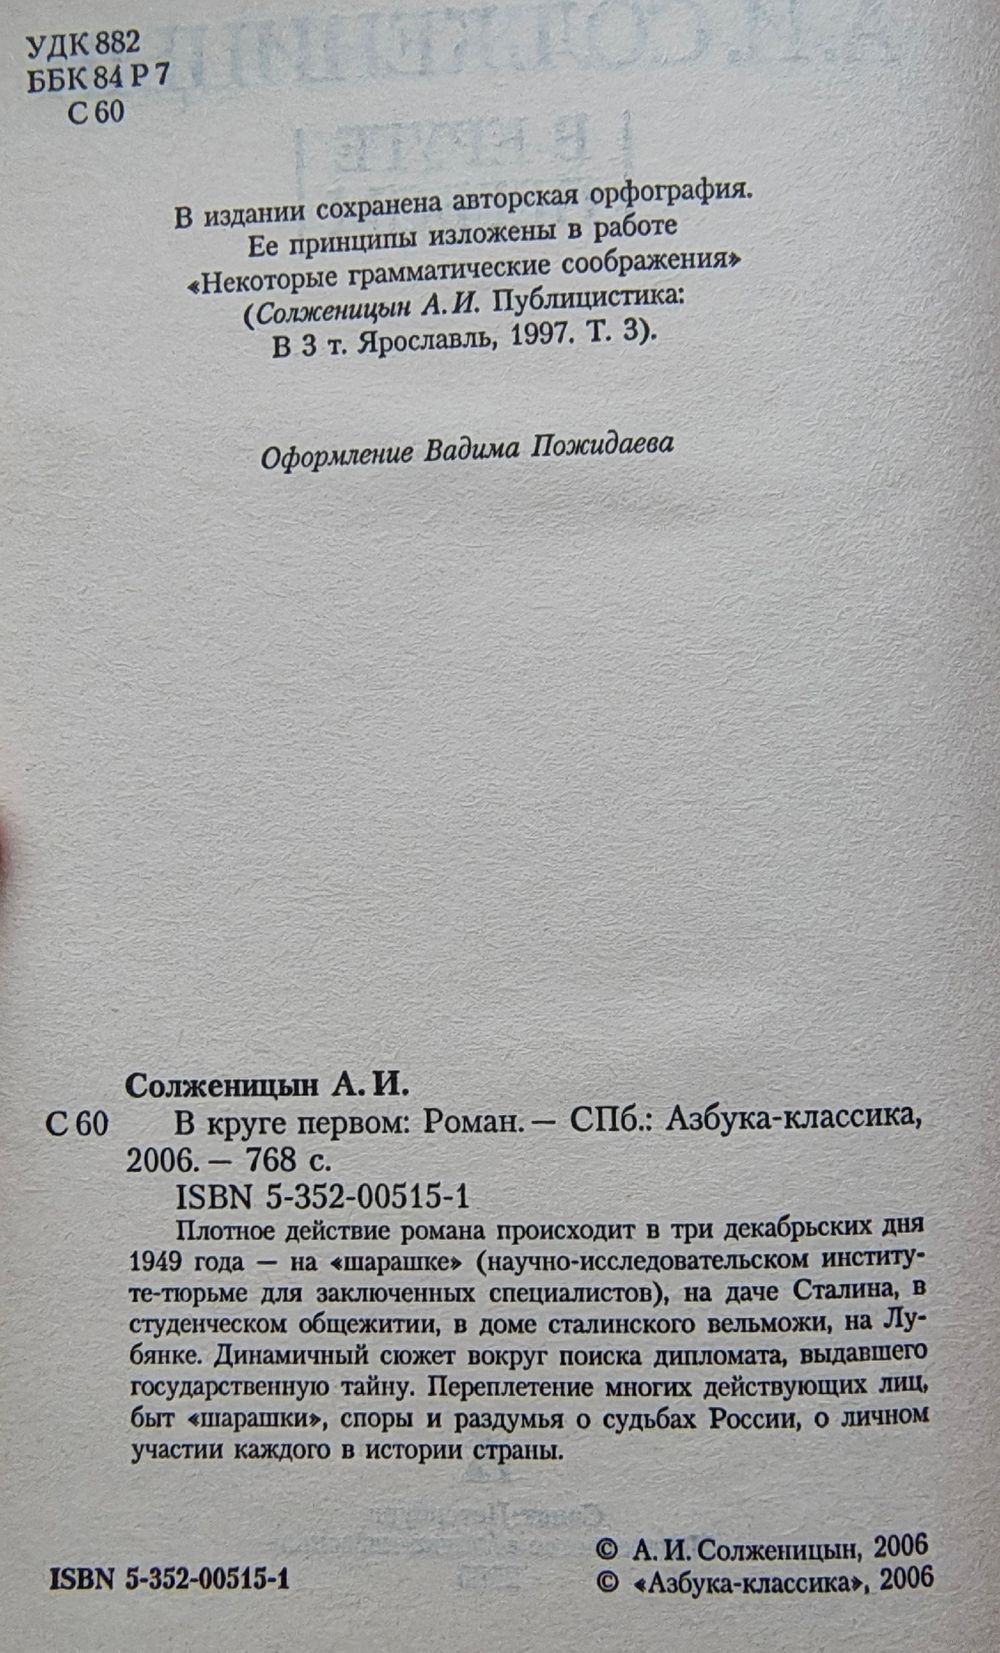 УДК 882
ББК 84 Р 7
С 60
В издании сохранена авторская орфография.
Ее принципы изложены в работе
«Некоторые грамматические соображения»
(Солженицын А. И. Публицистика:
В 3 т. Ярославль, 1997. Т. 3).
Оформление Вадима Пожидаева
Солженицын А. И.
С 60 В круге первом: Роман. — СПб.: Азбука-классика,
2006. — 768 с.
ISBN 5-352-00515-1
Плотное действие романа происходит в три декабрьских дня
1949 года — на «шарашке» (научно-исследовательском институ-
те-тюрьме для заключенных специалистов), на даче Сталина, в
студенческом общежитии, в доме сталинского вельможи, на Лу-
бянке. Динамичный сюжет вокруг поиска дипломата, выдавшего
государственную тайну. Переплетение многих действующих лиц,
быт «шарашки», споры и раздумья о судьбах России, о личном
участии каждого в истории страны.
© А. И. Солженицын, 2006
ISBN 5-352-00515-1 © «Азбука-классика», 2006